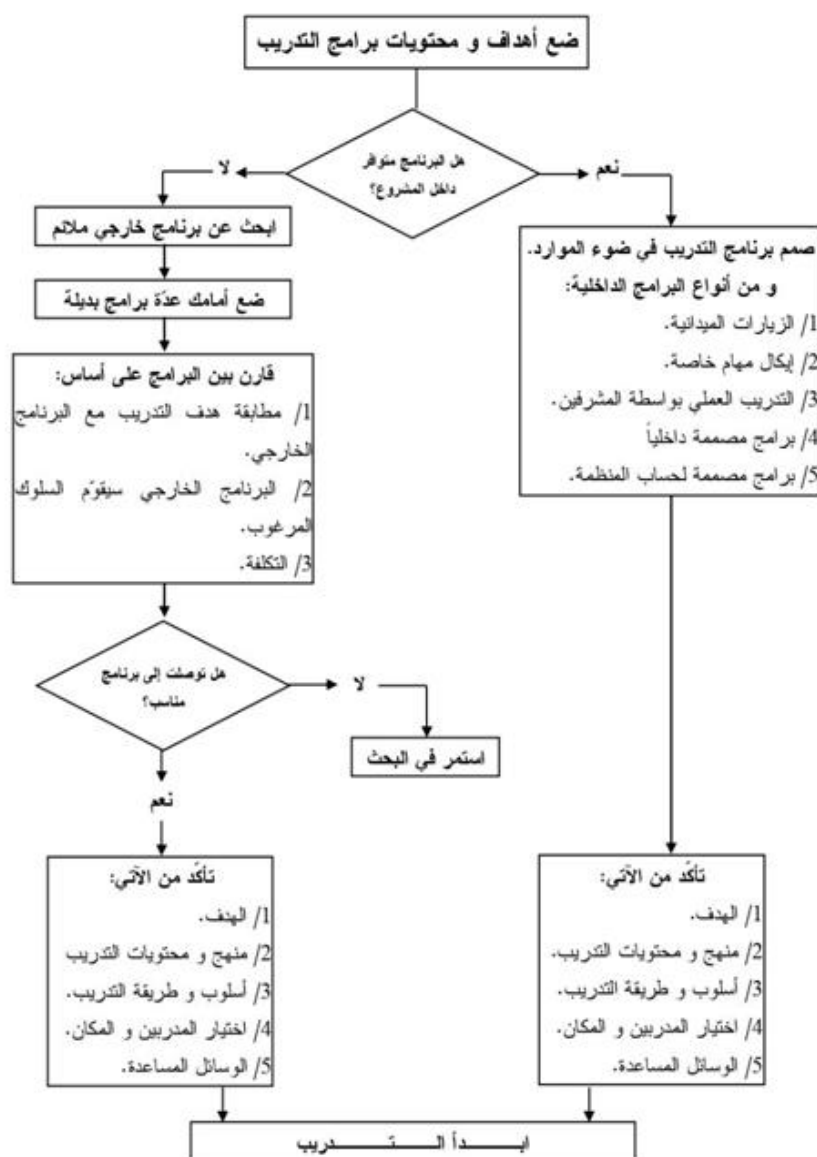 ضع أهداف و محتويات برامج التدريب
هل البرنامج متوفر
داخل المشروع؟
نعم
لا
صمم برنامج التدريب في ضوء الموارد.
و من أنواع البرامج الداخلية:
1/ الزيارات الميدانية.
2/ إيكال مهام خاصة.
3/ التدريب العملي بواسطة المشرفين.
4/ برامج مصممة داخلياً
5/ برامج مصممة لحساب المنظمة.
ابحث عن برنامج خارجي ملائم
ضع أمامك عدّة برامج بديلة
قارن بين البرامج على أساس:
1/ مطابقة هدف التدريب مع البرنامج
الخارجي.
2/ البرنامج الخارجي سيقوّم السلوك
المرغوب.
3/ التكلفة.
هل توصلت إلى برنامج
مناسب؟
لا
استمر في البحث
نعم
تأكّد من الآتي:
1/ الهدف.
2/ منهج و محتويات التدريب.
3/ أسلوب و طريقة التدريب.
4/ اختيار المدربين و المكان.
5/ الوسائل المساعدة.
تأكّد من الآتي:
1/ الهدف.
2/ منهج و محتويات التدريب
3/ أسلوب و طريقة التدريب.
4/ اختيار المدربين و المكان.
5/ الوسائل المساعدة.
ابـــــدأ الـــتـــــدريب